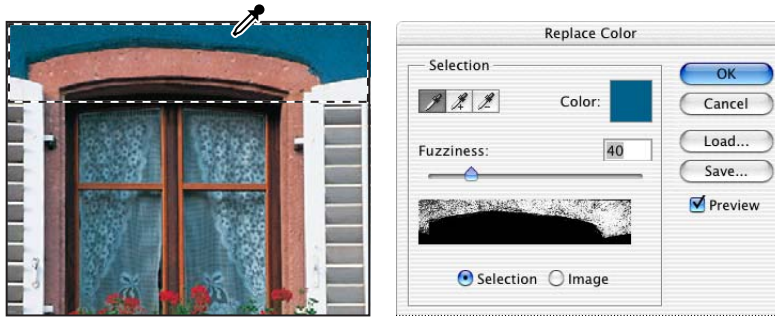 Replace Color
Selection
Color:
Fuzziness:
40
Selection
Image
OK
Cancel
Load...
Save...
Preview